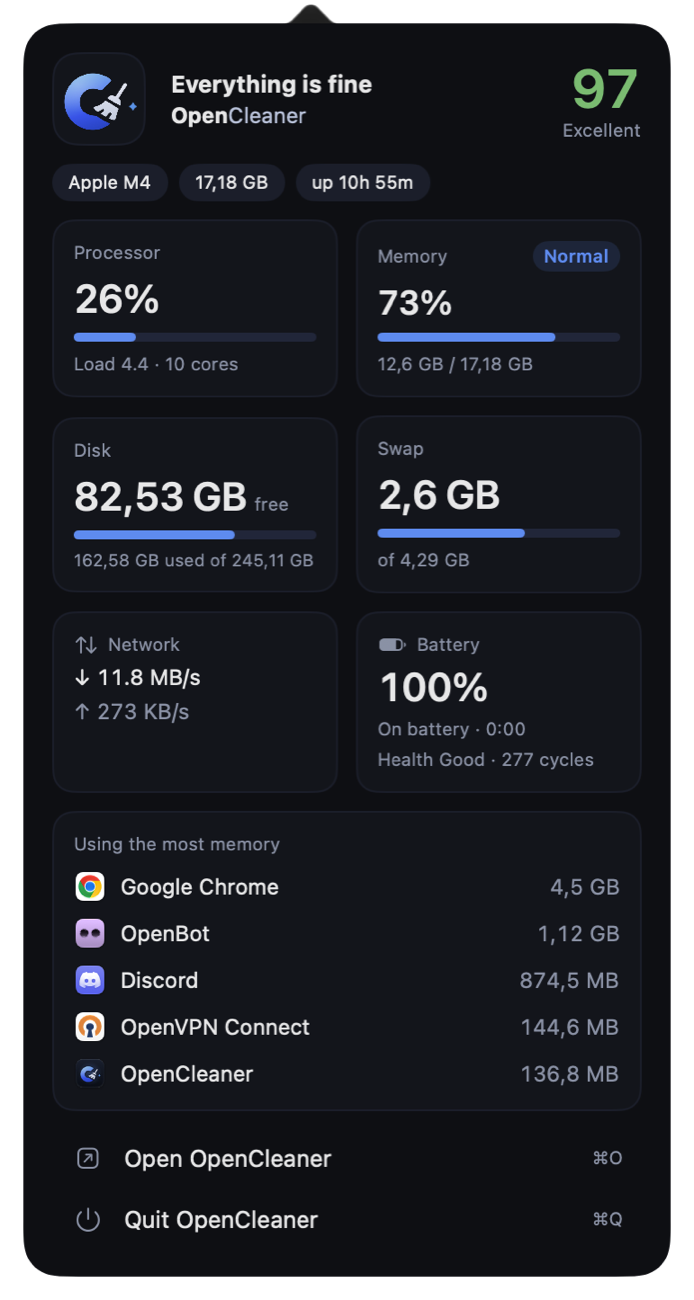 Everything is fine
OpenCleaner
97
Excellent
Apple M4
17,18 GB
up 10h 55m
Processor
26%
Load 4.4 · 10 cores
Memory
Normal
73%
12,6 GB / 17,18 GB
Disk
82,53 GB free
162,58 GB used of 245,11 GB
Swap
2,6 GB
of 4,29 GB
Network
↓ 11.8 MB/s
↑ 273 KB/s
Battery
100%
On battery · 0:00
Health Good · 277 cycles
Using the most memory
Google Chrome 4,5 GB
OpenBot 1,12 GB
Discord 874,5 MB
OpenVPN Connect 144,6 MB
OpenCleaner 136,8 MB
Open OpenCleaner ⌘O
Quit OpenCleaner ⌘Q